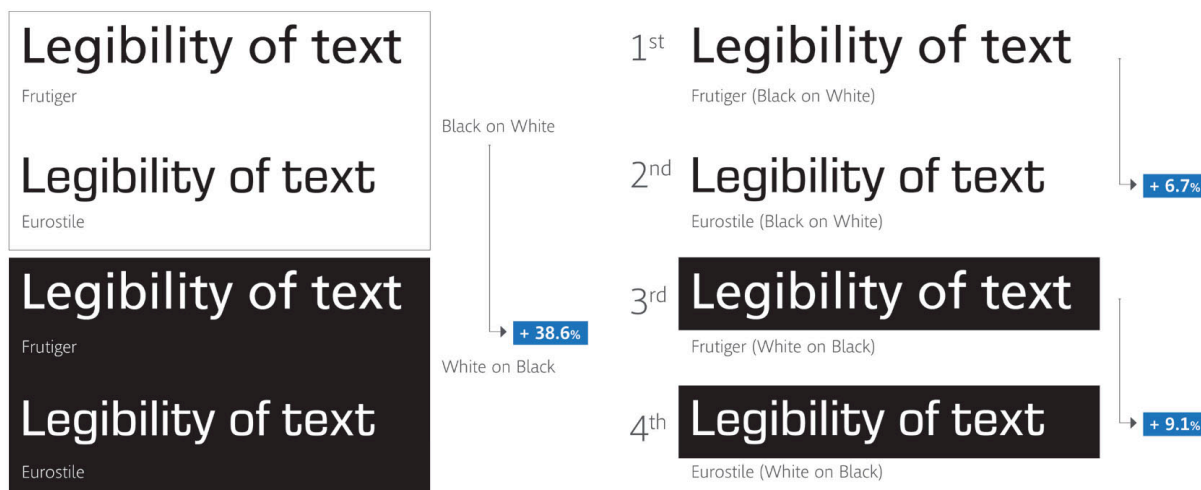 Legibility of text
Frutiger
Legibility of text
Eurostile
Black on White
Legibility of text
Frutiger
+ 38.6%
White on Black
Legibility of text
Eurostile
1st Legibility of text
Frutiger (Black on White)
2nd Legibility of text
+ 6.7%
Eurostile (Black on White)
3rd Legibility of text
Frutiger (White on Black)
4th Legibility of text
+ 9.1%
Eurostile (White on Black)